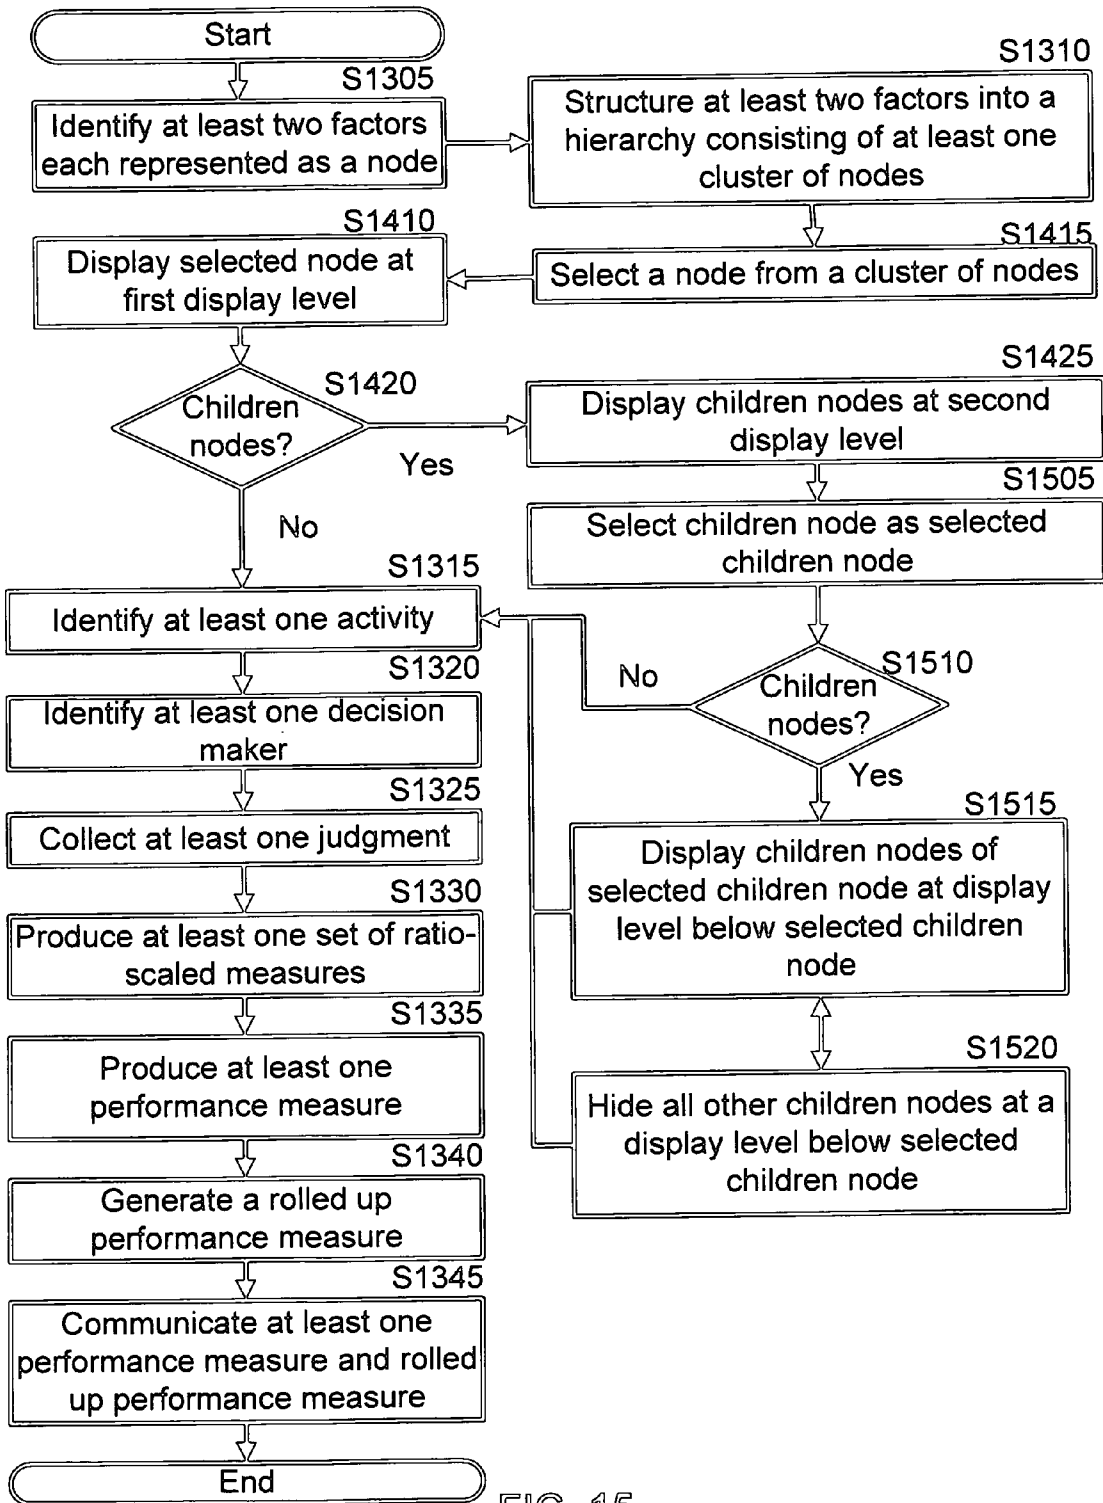 Start
S1305
Identify at least two factors
each represented as a node
S1310
Structure at least two factors into a
hierarchy consisting of at least one
cluster of nodes
S1415
Select a node from a cluster of nodes
S1410
Display selected node at
first display level
S1420
Children
nodes?
Yes
No
S1425
Display children nodes at second
display level
S1505
Select children node as selected
children node
S1510
Children
nodes?
No
Yes
S1515
Display children nodes of
selected children node at display
level below selected children
node
S1520
Hide all other children nodes at a
display level below selected
children node
S1315
Identify at least one activity
S1320
Identify at least one decision
maker
S1325
Collect at least one judgment
S1330
Produce at least one set of ratio-
scaled measures
S1335
Produce at least one
performance measure
S1340
Generate a rolled up
performance measure
S1345
Communicate at least one
performance measure and rolled
up performance measure
End
FIG. 15